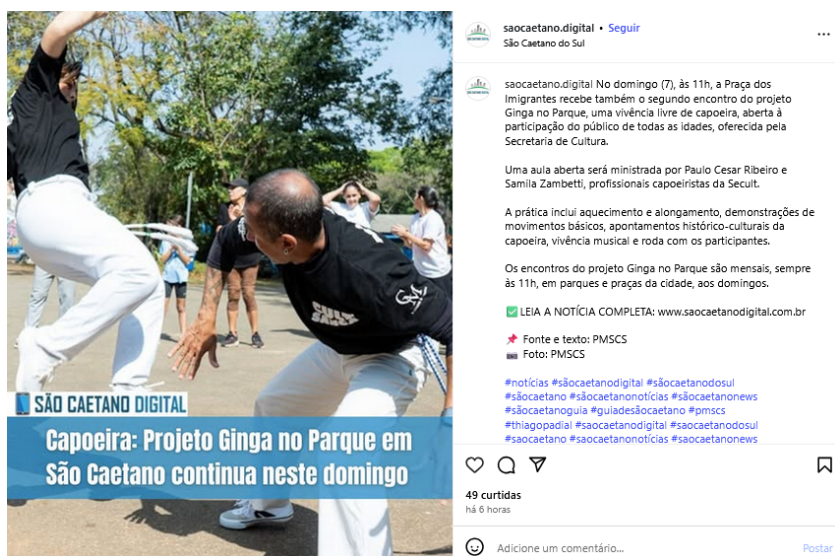 SÃO CAETANO DIGITAL
Capoeira: Projeto Ginga no Parque em
São Caetano continua neste domingo
saocaetano.digital • Seguir
São Caetano do Sul
saocaetano.digital No domingo (7), às 11h, a Praça dos
Imigrantes recebe também o segundo encontro do projeto
Ginga no Parque, uma vivência livre de capoeira, aberta à
participação do público de todas as idades, oferecida pela
Secretaria de Cultura.
Uma aula aberta será ministrada por Paulo Cesar Ribeiro e
Samila Zambetti, profissionais capoeiristas da Secult.
A prática inclui aquecimento e alongamento, demonstrações de
movimentos básicos, apontamentos histórico-culturais da
capoeira, vivência musical e roda com os participantes.
Os encontros do projeto Ginga no Parque são mensais, sempre
às 11h, em parques e praças da cidade, aos domingos.
✅ LEIA A NOTÍCIA COMPLETA: www.saocaetanodigital.com.br
📌 Fonte e texto: PMSCS
📷 Foto: PMSCS
#notícias #sãocaetanodigital #sãocaetanodosul
#sãocaetano #sãocaetanonotícias #sãocaetanonews
#sãocaetanoguia #guiadesãocaetano #pmscs
#thiagopadial #saocaetanodigital #saocaetanodosul
#saocaetano #saocaetanonotícias #saocaetanonews
49 curtidas
há 6 horas
Adicione um comentário...
Postar